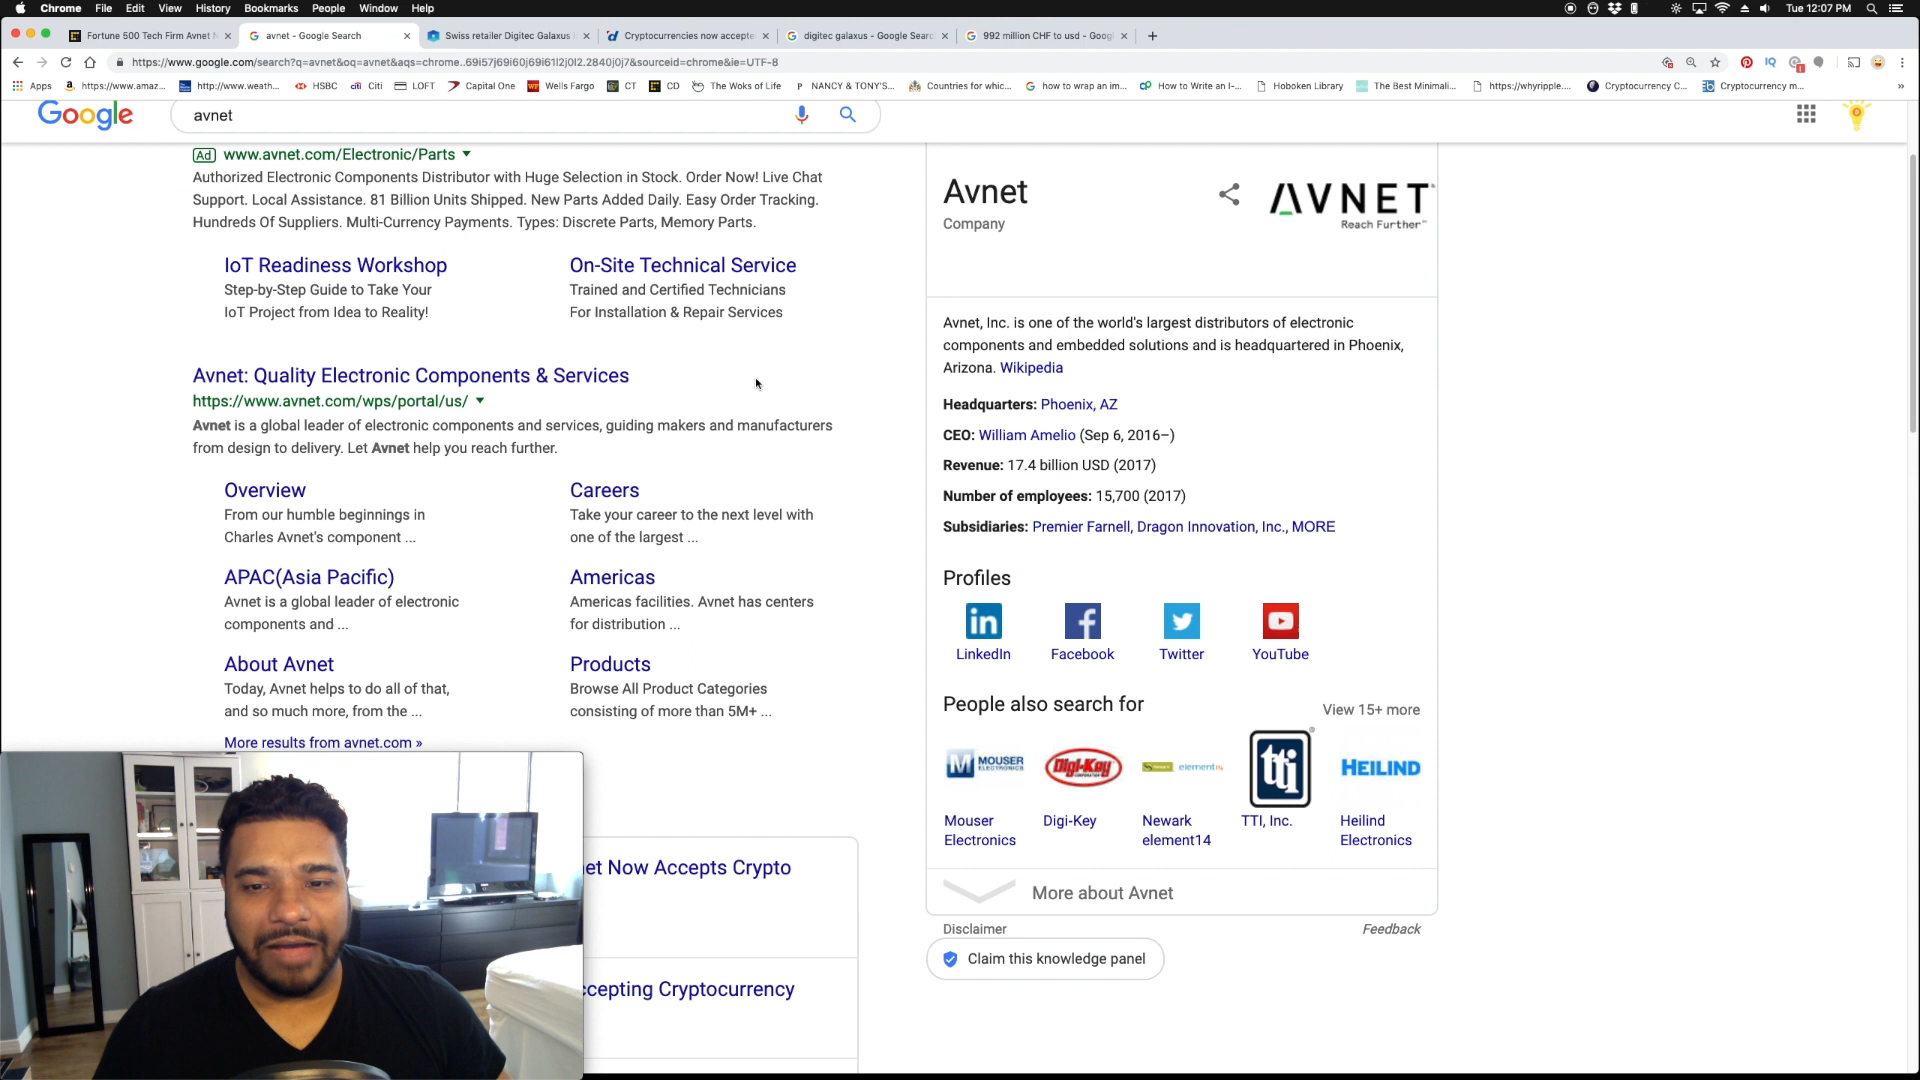 Chrome File Edit View History Bookmarks People Window Help Tue 12:07 PM
Fortune 500 Tech Firm Avnet avnet - Google Search Swiss retailer Digitec Galaxus Cryptocurrencies now accepte digitec galaxus - Google Searc 992 million CHF to usd - Goog
https://www.google.com/search?q=avnet&oq=avnet&aqs=chrome..69i57j69i60j69i61l2j0l2.2840j0j7&sourceid=chrome&ie=UTF-8
Apps https://www.amaz... http://www.weath... HSBC citi Citi LOFT Capital One Wells Fargo CT CD The Woks of Life P NANCY & TONY'S... Countries for whic... how to wrap an im... How to Write an I-... Hoboken Library The Best Minimali... https://whyripple.... Cryptocurrency C... Cryptocurrency m... »
Google avnet
Ad www.avnet.com/Electronic/Parts
Authorized Electronic Components Distributor with Huge Selection in Stock. Order Now! Live Chat
Support. Local Assistance. 81 Billion Units Shipped. New Parts Added Daily. Easy Order Tracking.
Hundreds Of Suppliers. Multi-Currency Payments. Types: Discrete Parts, Memory Parts.
IoT Readiness Workshop
Step-by-Step Guide to Take Your
IoT Project from Idea to Reality!
On-Site Technical Service
Trained and Certified Technicians
For Installation & Repair Services
Avnet: Quality Electronic Components & Services
https://www.avnet.com/wps/portal/us/
Avnet is a global leader of electronic components and services, guiding makers and manufacturers
from design to delivery. Let Avnet help you reach further.
Overview
From our humble beginnings in
Charles Avnet's component ...
Careers
Take your career to the next level with
one of the largest ...
APAC(Asia Pacific)
Avnet is a global leader of electronic
components and ...
Americas
Americas facilities. Avnet has centers
for distribution ...
About Avnet
Today, Avnet helps to do all of that,
and so much more, from the ...
Products
Browse All Product Categories
consisting of more than 5M+ ...
More results from avnet.com »
et Now Accepts Crypto
ccepting Cryptocurrency
Avnet
Company
AVNET
Reach Further™
Avnet, Inc. is one of the world's largest distributors of electronic
components and embedded solutions and is headquartered in Phoenix,
Arizona. Wikipedia
Headquarters: Phoenix, AZ
CEO: William Amelio (Sep 6, 2016–)
Revenue: 17.4 billion USD (2017)
Number of employees: 15,700 (2017)
Subsidiaries: Premier Farnell, Dragon Innovation, Inc., MORE
Profiles
LinkedIn Facebook Twitter YouTube
People also search for
View 15+ more
M MOUSER ELECTRONICS Digi-Key CORPORATION element14 tti HEILIND
Mouser
Electronics
Digi-Key
Newark
element14
TTI, Inc.
Heilind
Electronics
More about Avnet
Disclaimer Feedback
Claim this knowledge panel